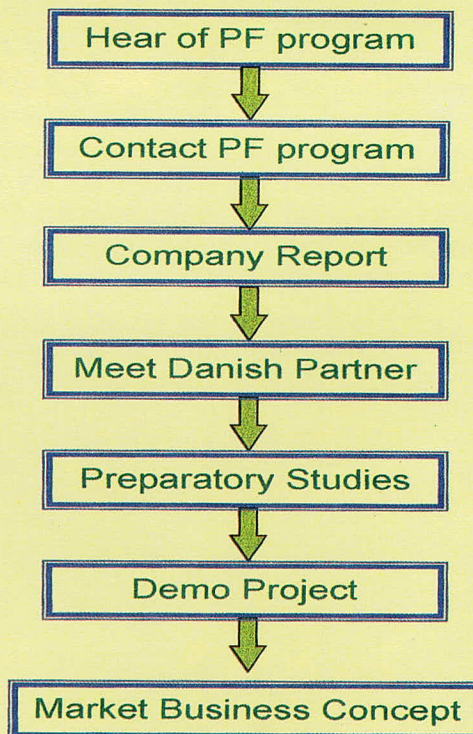 Hear of PF program
Contact PF program
Company Report
Meet Danish Partner
Preparatory Studies
Demo Project
Market Business Concept